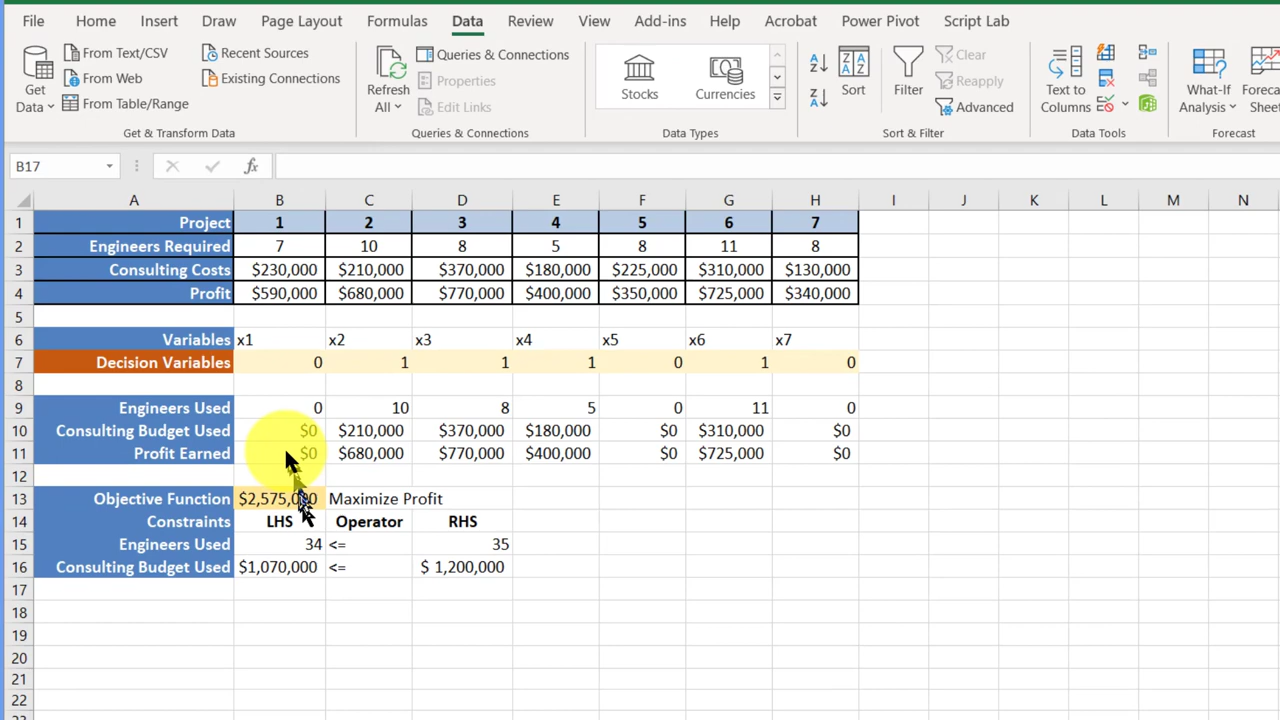 File Home Insert Draw Page Layout Formulas Data Review View Add-ins Help Acrobat Power Pivot Script Lab
Get Data
From Text/CSV
From Web
From Table/Range
Recent Sources
Existing Connections
Get & Transform Data
Refresh All
Queries & Connections
Properties
Edit Links
Queries & Connections
Stocks
Currencies
Data Types
Sort
Filter
Clear
Reapply
Advanced
Sort & Filter
Text to Columns
Data Tools
What-If Analysis
Sheet
Forecast
B17 fx
A B C D E F G H I J K L M N
1 Project 1 2 3 4 5 6 7
2 Engineers Required 7 10 8 5 8 11 8
3 Consulting Costs $230,000 $210,000 $370,000 $180,000 $225,000 $310,000 $130,000
4 Profit $590,000 $680,000 $770,000 $400,000 $350,000 $725,000 $340,000
5
6 Variables x1 x2 x3 x4 x5 x6 x7
7 Decision Variables 0 1 1 1 0 1 0
8
9 Engineers Used 0 10 8 5 0 11 0
10 Consulting Budget Used $0 $210,000 $370,000 $180,000 $0 $310,000 $0
11 Profit Earned $0 $680,000 $770,000 $400,000 $0 $725,000 $0
12
13 Objective Function $2,575,000 Maximize Profit
14 Constraints LHS Operator RHS
15 Engineers Used 34 <= 35
16 Consulting Budget Used $1,070,000 <= $ 1,200,000
17
18
19
20
21
22